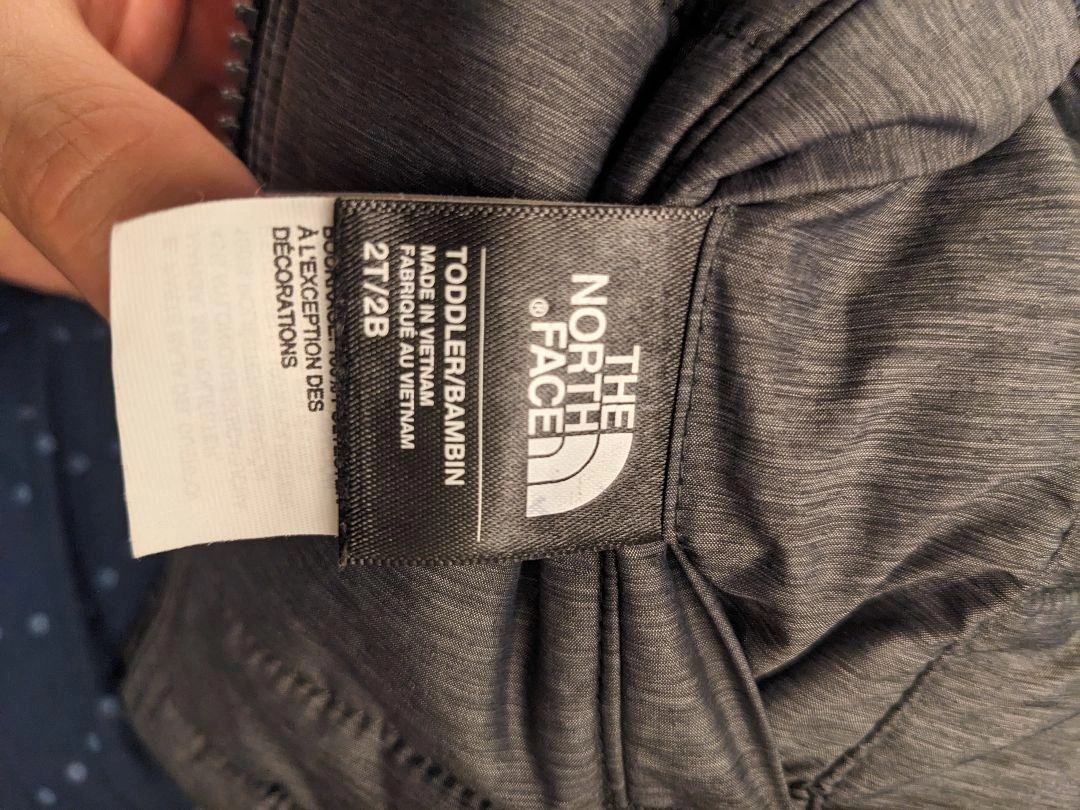 THE
NORTH
FACE®
TODDLER/BAMBIN
MADE IN VIETNAM
FABRIQUÉ AU VIETNAM
2T/2B
À L'EXCEPTION DES
DÉCORATIONS